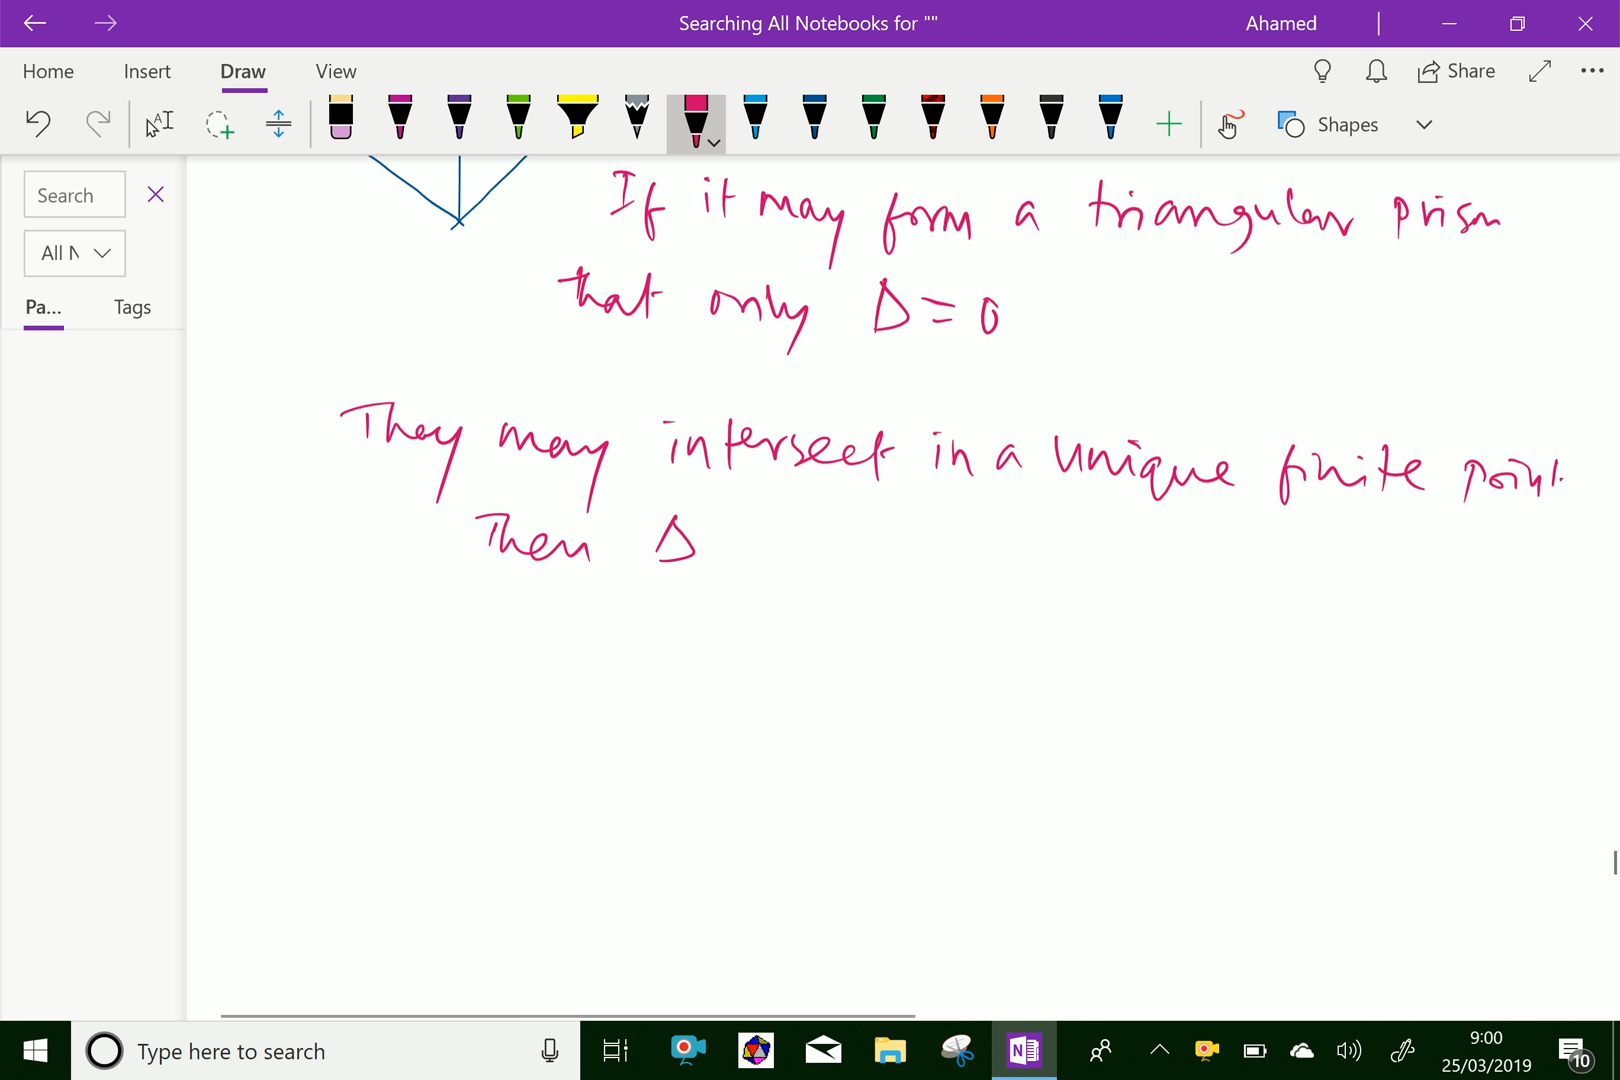 Searching All Notebooks for ""
Ahamed
Home Insert Draw View
Share
Shapes
Search
All N
Pa... Tags
If it may form a triangular prism
that only Δ = 0
They may intersect in a unique finite point.
Then Δ
Type here to search
N
9:00
25/03/2019
10